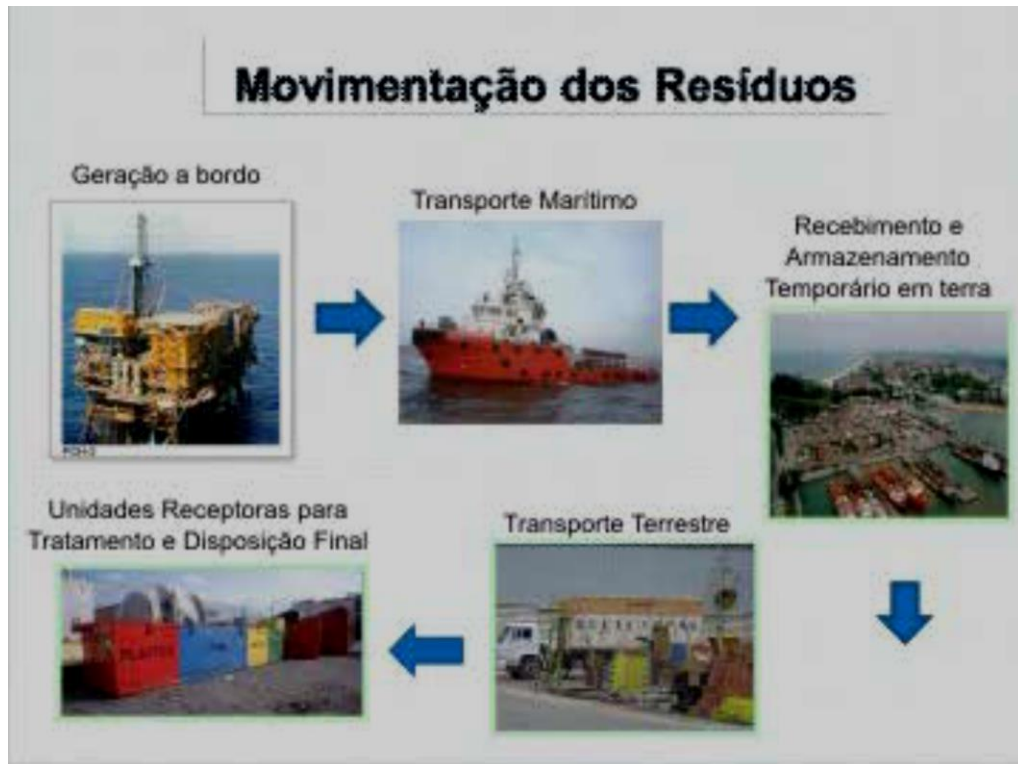 Movimentação dos Resíduos
Geração a bordo
Transporte Marítimo
Recebimento e
Armazenamento
Temporário em terra
Unidades Receptoras para
Tratamento e Disposição Final
Transporte Terrestre